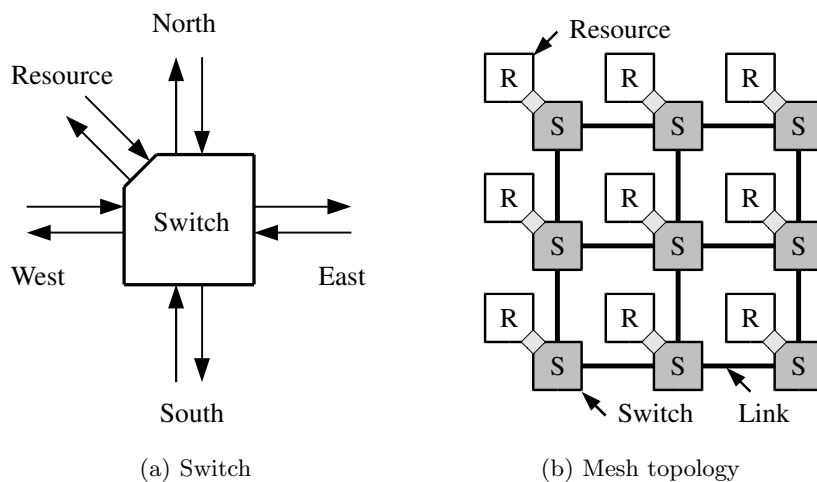 North
Resource
Switch
West
East
South
(a) Switch
Resource
R
R
R
S
S
S
R
R
R
S
S
S
R
R
R
S
S
S
Switch
Link
(b) Mesh topology